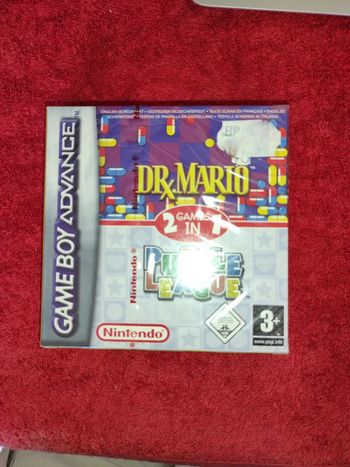 ENGLISH SCREEN TEXT • DEUTSCHER BILDSCHIRMTEXT • TEXTE ECRAN EN FRANÇAIS • ENGELSE
SCHERMTEKST • TEXTOS DE PANTALLA EN CASTELLANO • TESTO A SCHERMO IN ITALIANO
GAME BOY ADVANCE
DR. MARIO
2 GAMES IN 1
Nintendo
PUZZLE
LEAGUE
Nintendo
3+
www.pegi.info